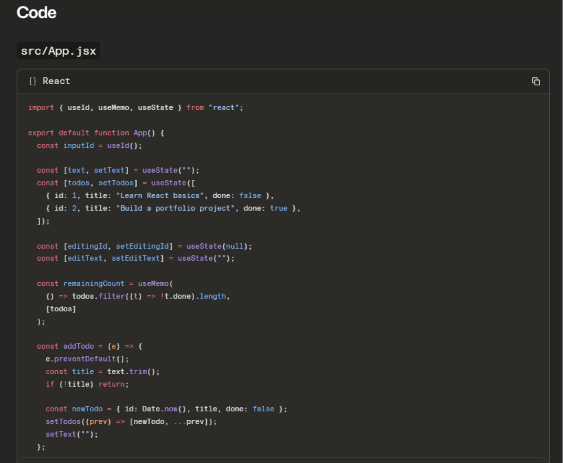 Code
src/App.jsx
{} React
import { useId, useMemo, useState } from "react";
export default function App() {
const inputId = useId();
const [text, setText] = useState("");
const [todos, setTodos] = useState([
{ id: 1, title: "Learn React basics", done: false },
{ id: 2, title: "Build a portfolio project", done: true },
]);
const [editingId, setEditingId] = useState(null);
const [editText, setEditText] = useState("");
const remainingCount = useMemo(
() => todos.filter((t) => !t.done).length,
[todos]
);
const addTodo = (e) => {
e.preventDefault();
const title = text.trim();
if (!title) return;
const newTodo = { id: Date.now(), title, done: false };
setTodos((prev) => [newTodo, ...prev]);
setText("");
};